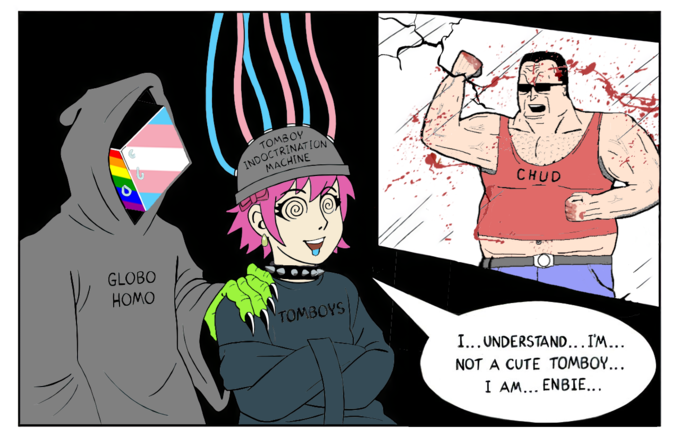 TOMBOY
INDOCTRINATION
MACHINE
CHUD
GLOBO
HOMO
TOMBOYS
I...UNDERSTAND...I'M...
NOT A CUTE TOMBOY...
I AM... ENBIE...